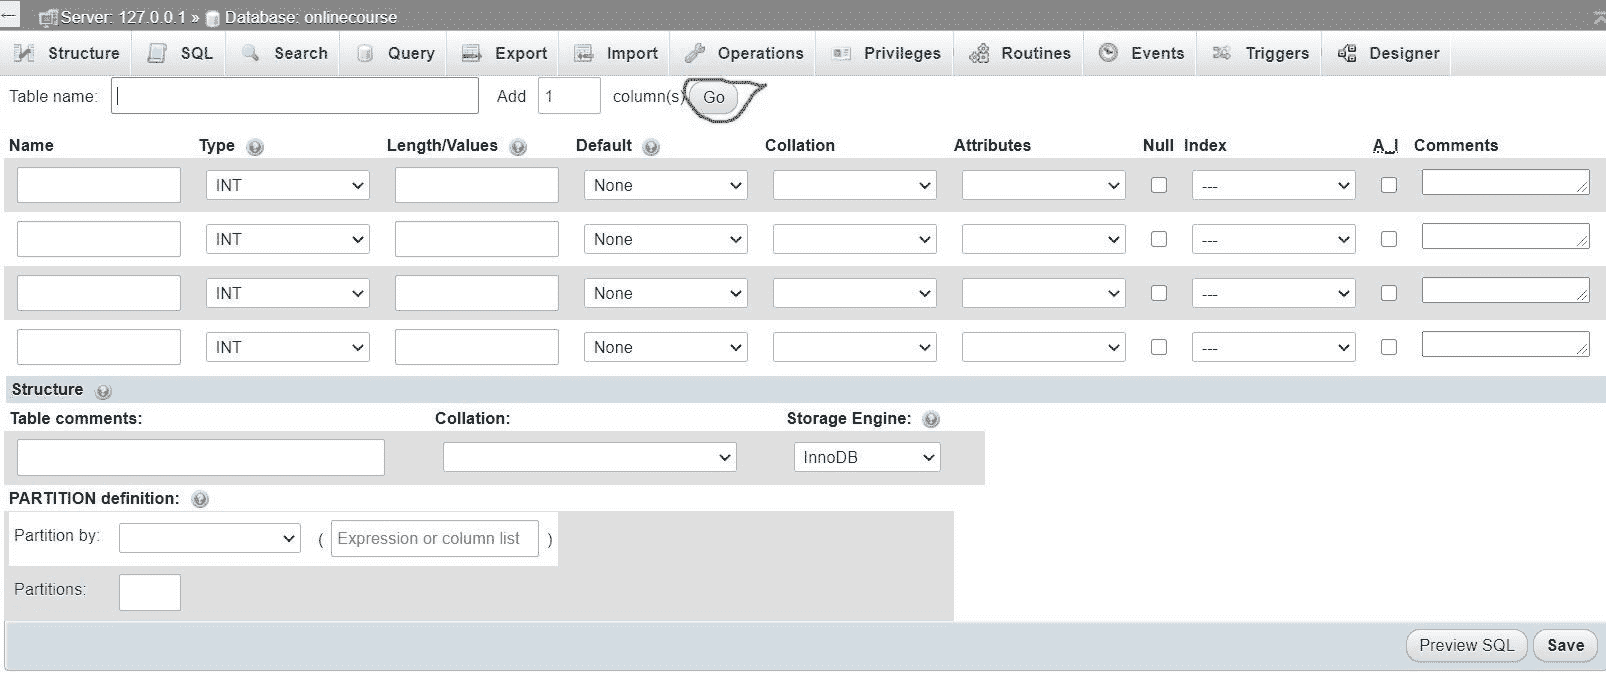 Server: 127.0.0.1 » Database: onlinecourse
Structure SQL Search Query Export Import Operations Privileges Routines Events Triggers Designer
Table name: Add 1 column(s) Go
Name Type Length/Values Default Collation Attributes Null Index A_I Comments
INT None ---
INT None ---
INT None ---
INT None ---
Structure
Table comments: Collation: Storage Engine:
InnoDB
PARTITION definition:
Partition by: ( Expression or column list )
Partitions:
Preview SQL Save